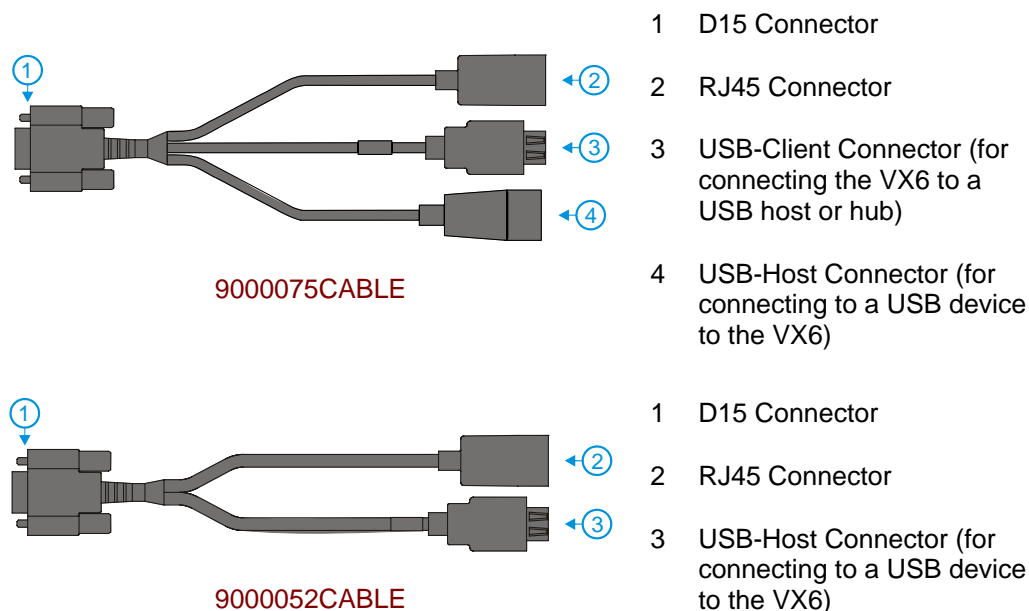 1 D15 Connector
2 RJ45 Connector
3 USB-Client Connector (for
connecting the VX6 to a
USB host or hub)
4 USB-Host Connector (for
connecting to a USB device
to the VX6)
1
2
3
4
9000075CABLE
1 D15 Connector
2 RJ45 Connector
3 USB-Host Connector (for
connecting to a USB device
to the VX6)
1
2
3
9000052CABLE